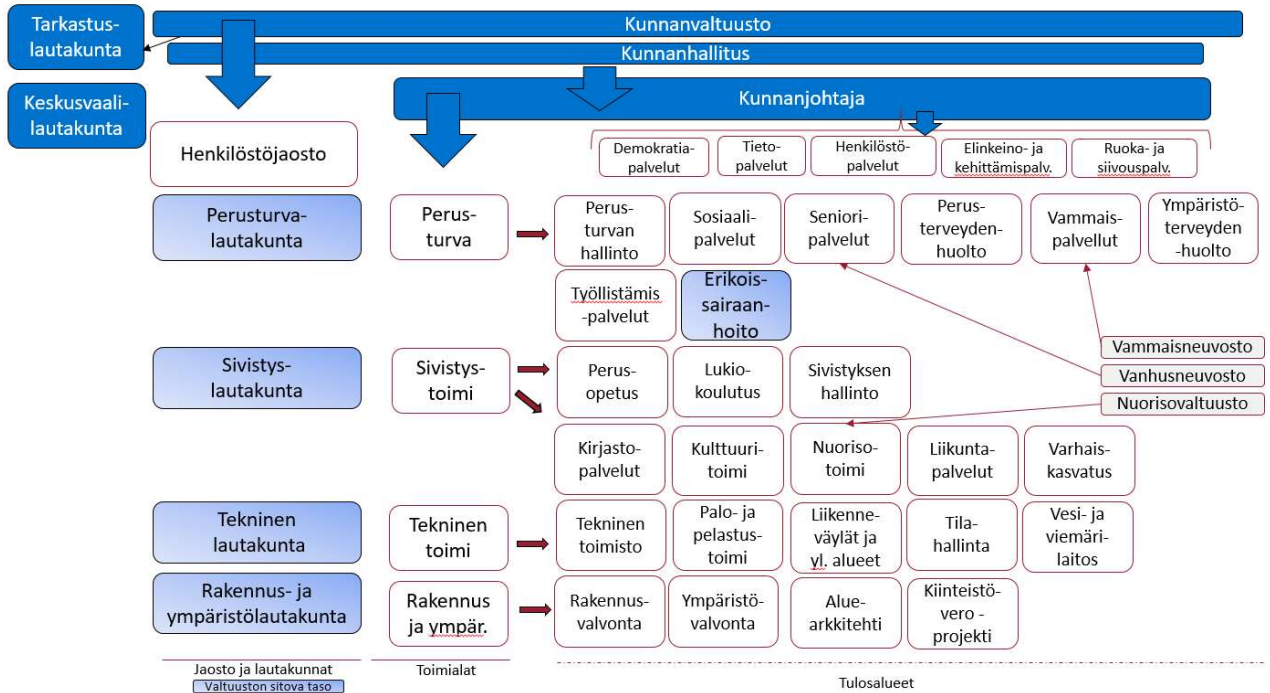 Tarkastus-
lautakunta
Kunnanvaltuusto
Kunnanhallitus
Keskusvaali-
lautakunta
Kunnanjohtaja
Henkilöstöjaosto
Demokratia-
palvelut
Tieto-
palvelut
Henkilöstö-
palvelut
Elinkeino- ja
kehittämispalv.
Ruoka- ja
siivouspalv.
Perusturva-
lautakunta
Perus-
turva
Perus-
turvan
hallinto
Sosiaali-
palvelut
Seniori-
palvelut
Perus-
terveyden-
huolto
Vammais-
palvellut
Ympäristö-
terveyden
-huolto
Työllistämis
-palvelut
Erikois-
sairaan-
hoito
Vammaisneuvosto
Vanhusneuvosto
Nuorisovaltuusto
Sivistys-
lautakunta
Sivistys-
toimi
Perus-
opetus
Lukio-
koulutus
Sivistyksen
hallinto
Kirjasto-
palvelut
Kulttuuri-
toimi
Nuoriso-
toimi
Liikunta-
palvelut
Varhais-
kasvatus
Tekninen
lautakunta
Tekninen
toimi
Tekninen
toimisto
Palo- ja
pelastus-
toimi
Liikenne-
väylät ja
yl. alueet
Tila-
hallinta
Vesi- ja
viemäri-
laitos
Rakennus- ja
ympäristölautakunta
Rakennus
ja ympär.
Rakennus-
valvonta
Ympäristö-
valvonta
Alue-
arkkitehti
Kiinteistö-
vero -
projekti
Jaosto ja lautakunnat
Valtuuston sitova taso
Toimialat
Tulosalueet